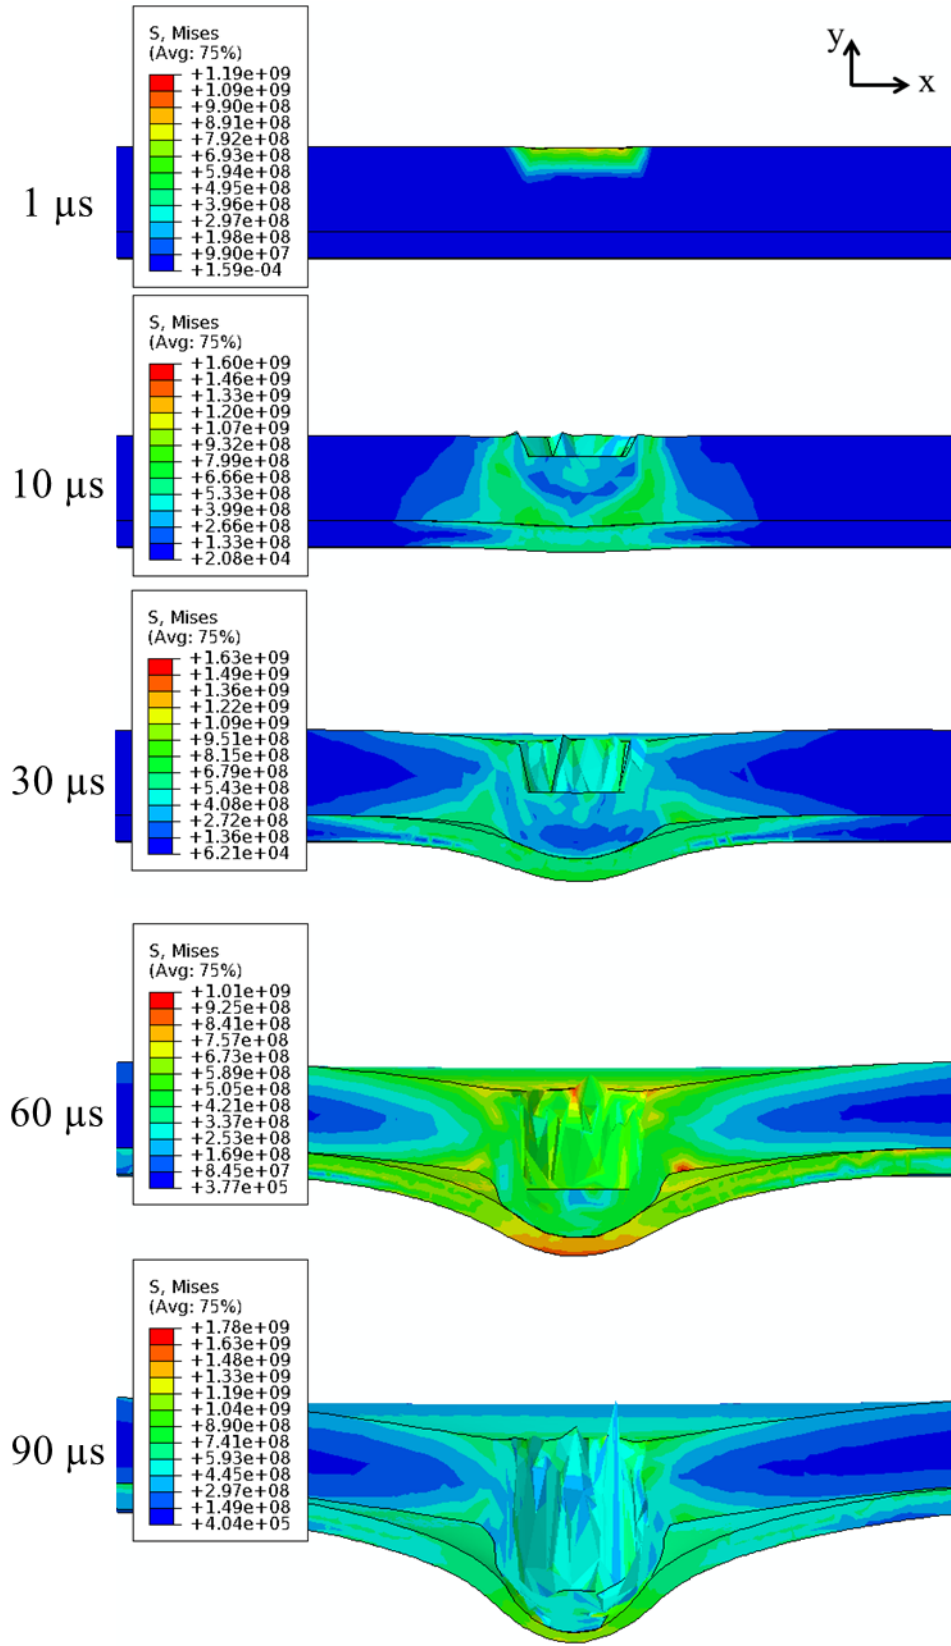 y
x
1 μs
S, Mises
(Avg: 75%)
+1.19e+09
+1.09e+09
+9.90e+08
+8.91e+08
+7.92e+08
+6.93e+08
+5.94e+08
+4.95e+08
+3.96e+08
+2.97e+08
+1.98e+08
+9.90e+07
+1.59e-04
10 μs
S, Mises
(Avg: 75%)
+1.60e+09
+1.46e+09
+1.33e+09
+1.20e+09
+1.07e+09
+9.32e+08
+7.99e+08
+6.66e+08
+5.33e+08
+3.99e+08
+2.66e+08
+1.33e+08
+2.08e+04
30 μs
S, Mises
(Avg: 75%)
+1.63e+09
+1.49e+09
+1.36e+09
+1.22e+09
+1.09e+09
+9.51e+08
+8.15e+08
+6.79e+08
+5.43e+08
+4.08e+08
+2.72e+08
+1.36e+08
+6.21e+04
60 μs
S, Mises
(Avg: 75%)
+1.01e+09
+9.25e+08
+8.41e+08
+7.57e+08
+6.73e+08
+5.89e+08
+5.05e+08
+4.21e+08
+3.37e+08
+2.53e+08
+1.69e+08
+8.45e+07
+3.77e+05
90 μs
S, Mises
(Avg: 75%)
+1.78e+09
+1.63e+09
+1.48e+09
+1.33e+09
+1.19e+09
+1.04e+09
+8.90e+08
+7.41e+08
+5.93e+08
+4.45e+08
+2.97e+08
+1.49e+08
+4.04e+05